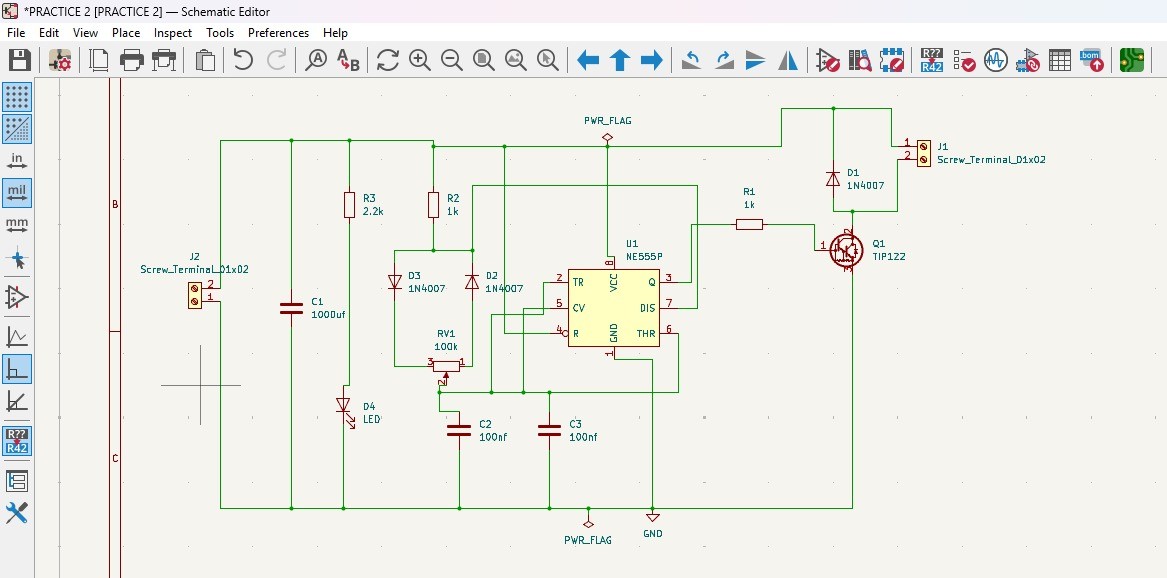 *PRACTICE 2 [PRACTICE 2] — Schematic Editor
File Edit View Place Inspect Tools Preferences Help
A
A
B
R??
R42
bom
in
mil
mm
R??
R42
B
C
PWR_FLAG
J1
Screw_Terminal_01x02
1
2
D1
1N4007
R3
2.2k
R2
1k
R1
1k
J2
Screw_Terminal_01x02
2
1
U1
NE555P
Q1
TIP122
1
2
3
D3
1N4007
D2
1N4007
C1
1000uf
8
VCC
2 TR Q 3
5 CV DIS 7
4 R THR 6
GND
1
RV1
100k
3 1
2
D4
LED
C2
100nf
C3
100nf
PWR_FLAG
GND